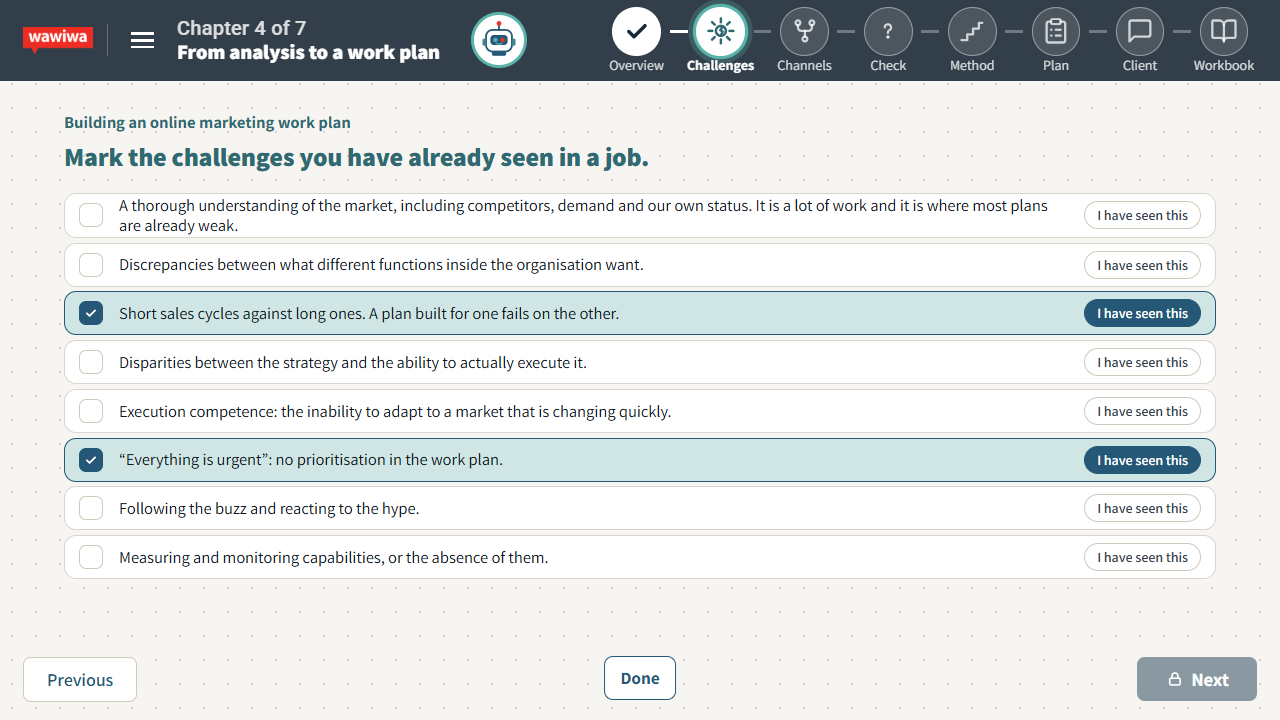 wawiwa
Chapter 4 of 7
From analysis to a work plan
Overview
Challenges
Channels
?
Check
Method
Plan
Client
Workbook
Building an online marketing work plan
Mark the challenges you have already seen in a job.
A thorough understanding of the market, including competitors, demand and our own status. It is a lot of work and it is where most plans
are already weak.
I have seen this
Discrepancies between what different functions inside the organisation want.
I have seen this
Short sales cycles against long ones. A plan built for one fails on the other.
I have seen this
Disparities between the strategy and the ability to actually execute it.
I have seen this
Execution competence: the inability to adapt to a market that is changing quickly.
I have seen this
“Everything is urgent”: no prioritisation in the work plan.
I have seen this
Following the buzz and reacting to the hype.
I have seen this
Measuring and monitoring capabilities, or the absence of them.
I have seen this
Previous
Done
Next